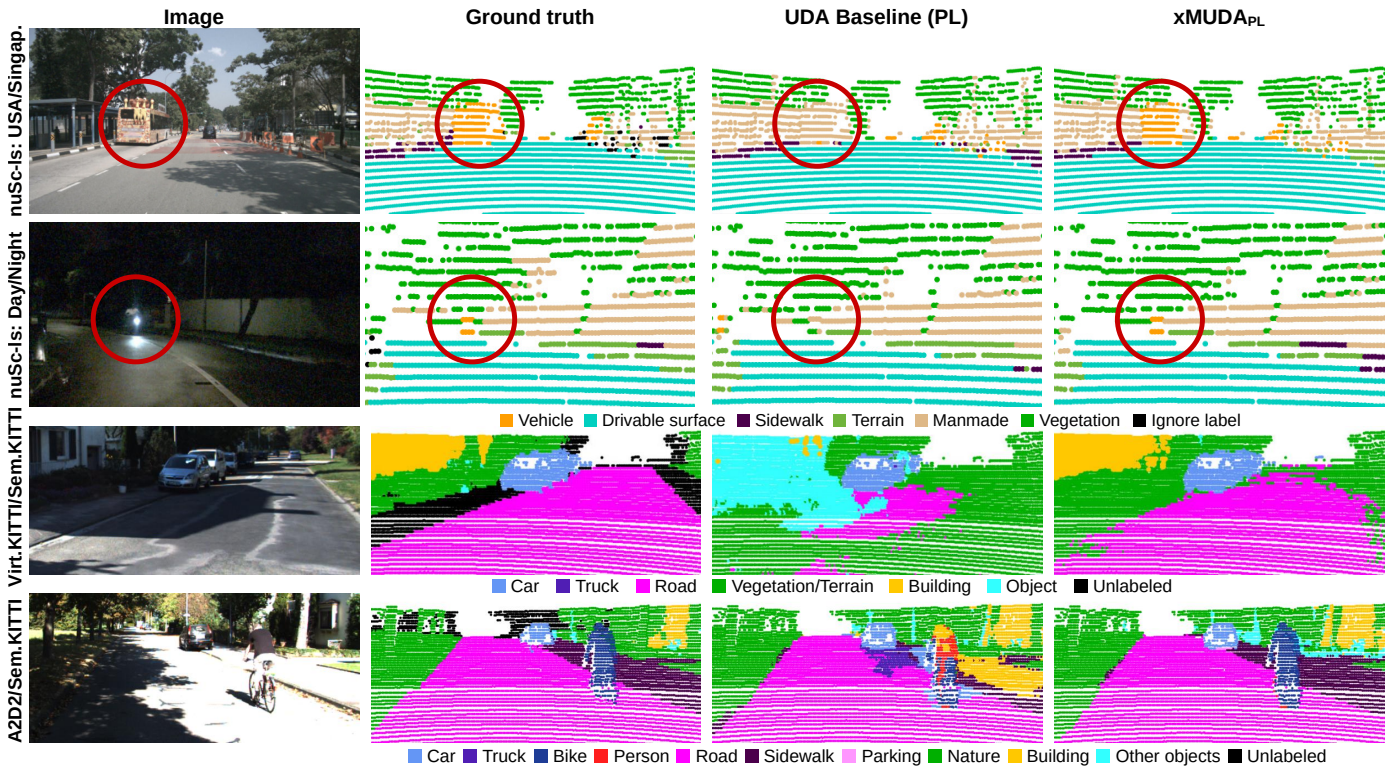 Image Ground truth UDA Baseline (PL) xMUDAPL
nuSc-ls: USA/Singap.
nuSc-ls: Day/Night
Vehicle Drivable surface Sidewalk Terrain Manmade Vegetation Ignore label
Virt.KITTI/Sem.KITTI
Car Truck Road Vegetation/Terrain Building Object Unlabeled
A2D2/Sem.KITTI
Car Truck Bike Person Road Sidewalk Parking Nature Building Other objects Unlabeled